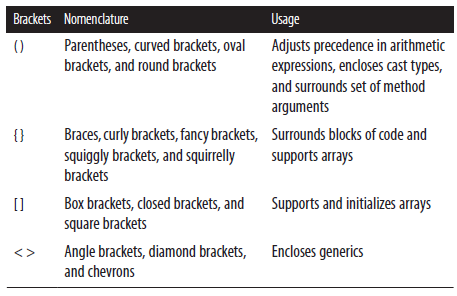 Brackets Nomenclature Usage
( ) Parentheses, curved brackets, oval Adjusts precedence in arithmetic
brackets, and round brackets expressions, encloses cast types,
and surrounds set of method
arguments
{ } Braces, curly brackets, fancy brackets, Surrounds blocks of code and
squiggly brackets, and squirrelly supports arrays
brackets
[ ] Box brackets, closed brackets, and Supports and initializes arrays
square brackets
< > Angle brackets, diamond brackets, Encloses generics
and chevrons